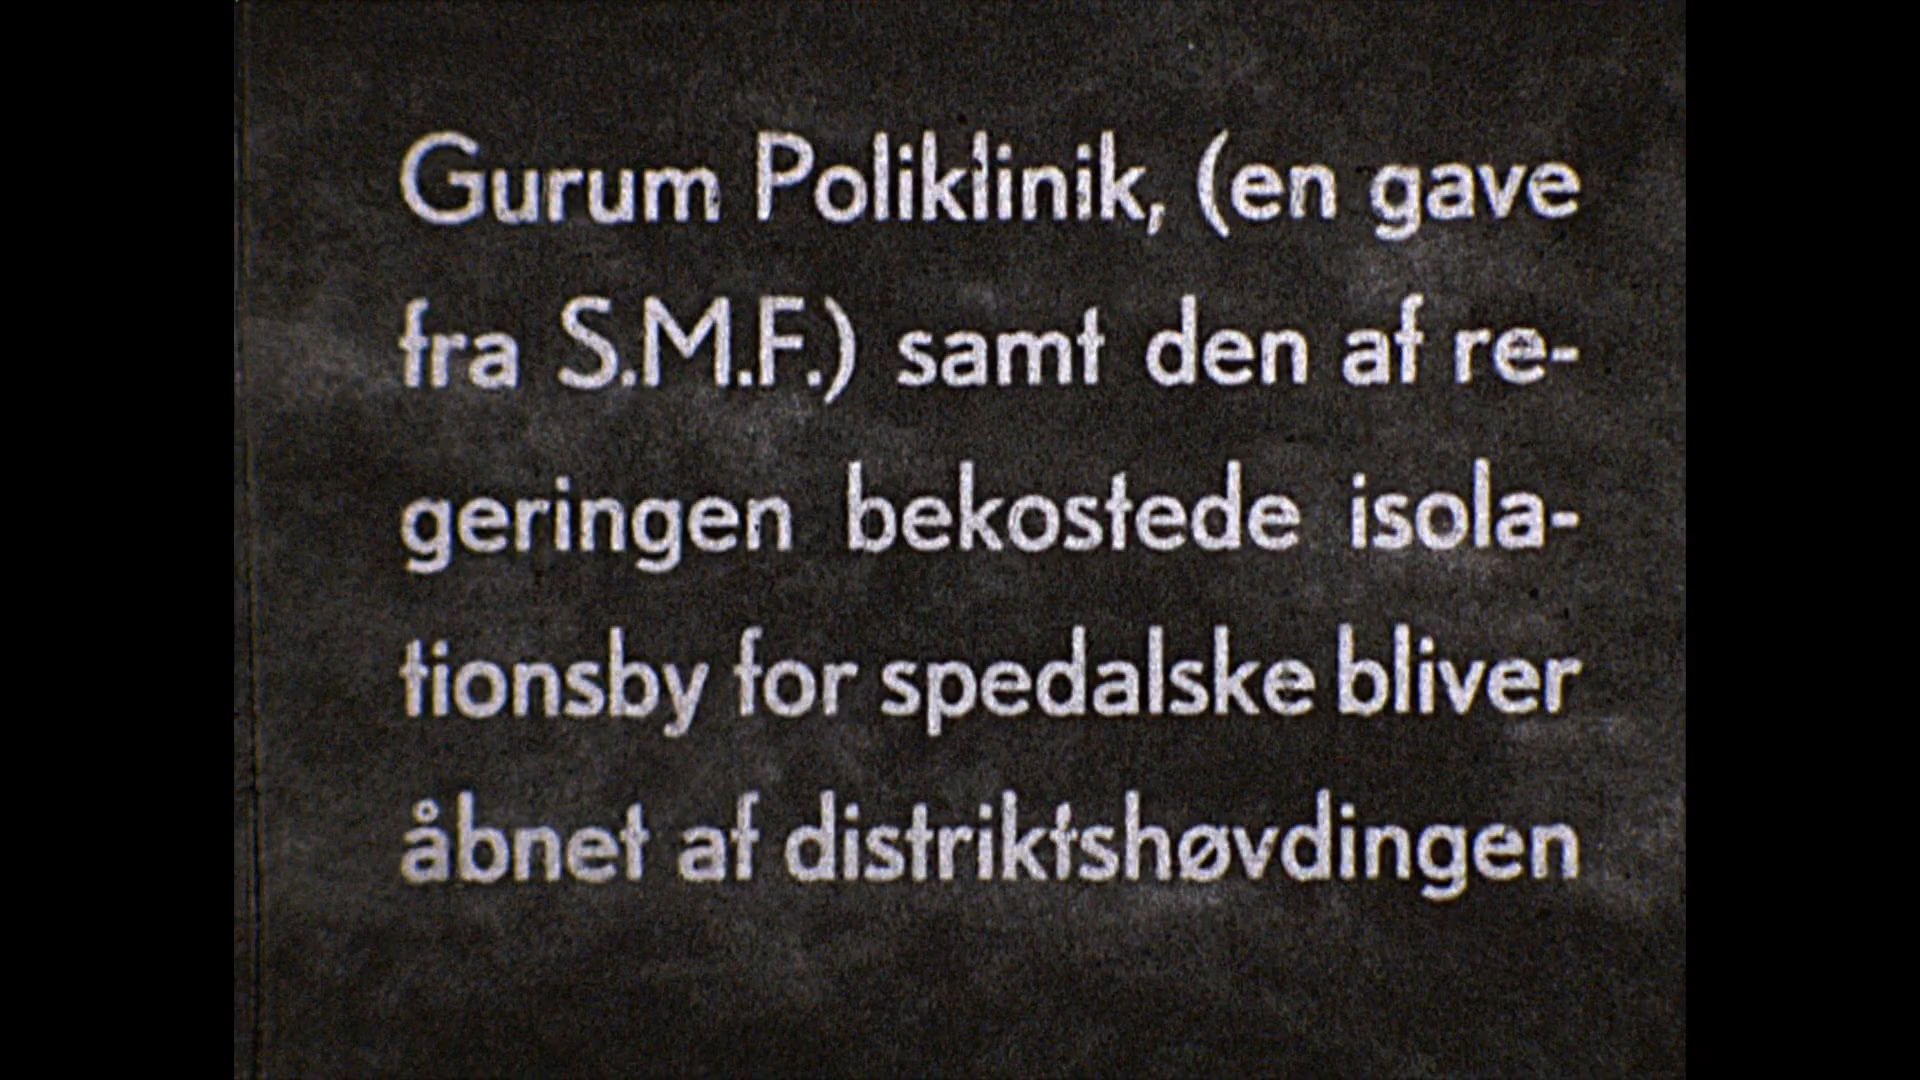 Gurum Poliklinik, (en gave
fra S.M.F.) samt den af re-
geringen bekostede isola-
tionsby for spedalske bliver
åbnet af distriktshøvdingen